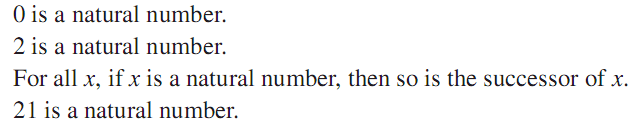 0 is a natural number.
2 is a natural number.
For all x, if x is a natural number, then so is the successor of x.
21 is a natural number.